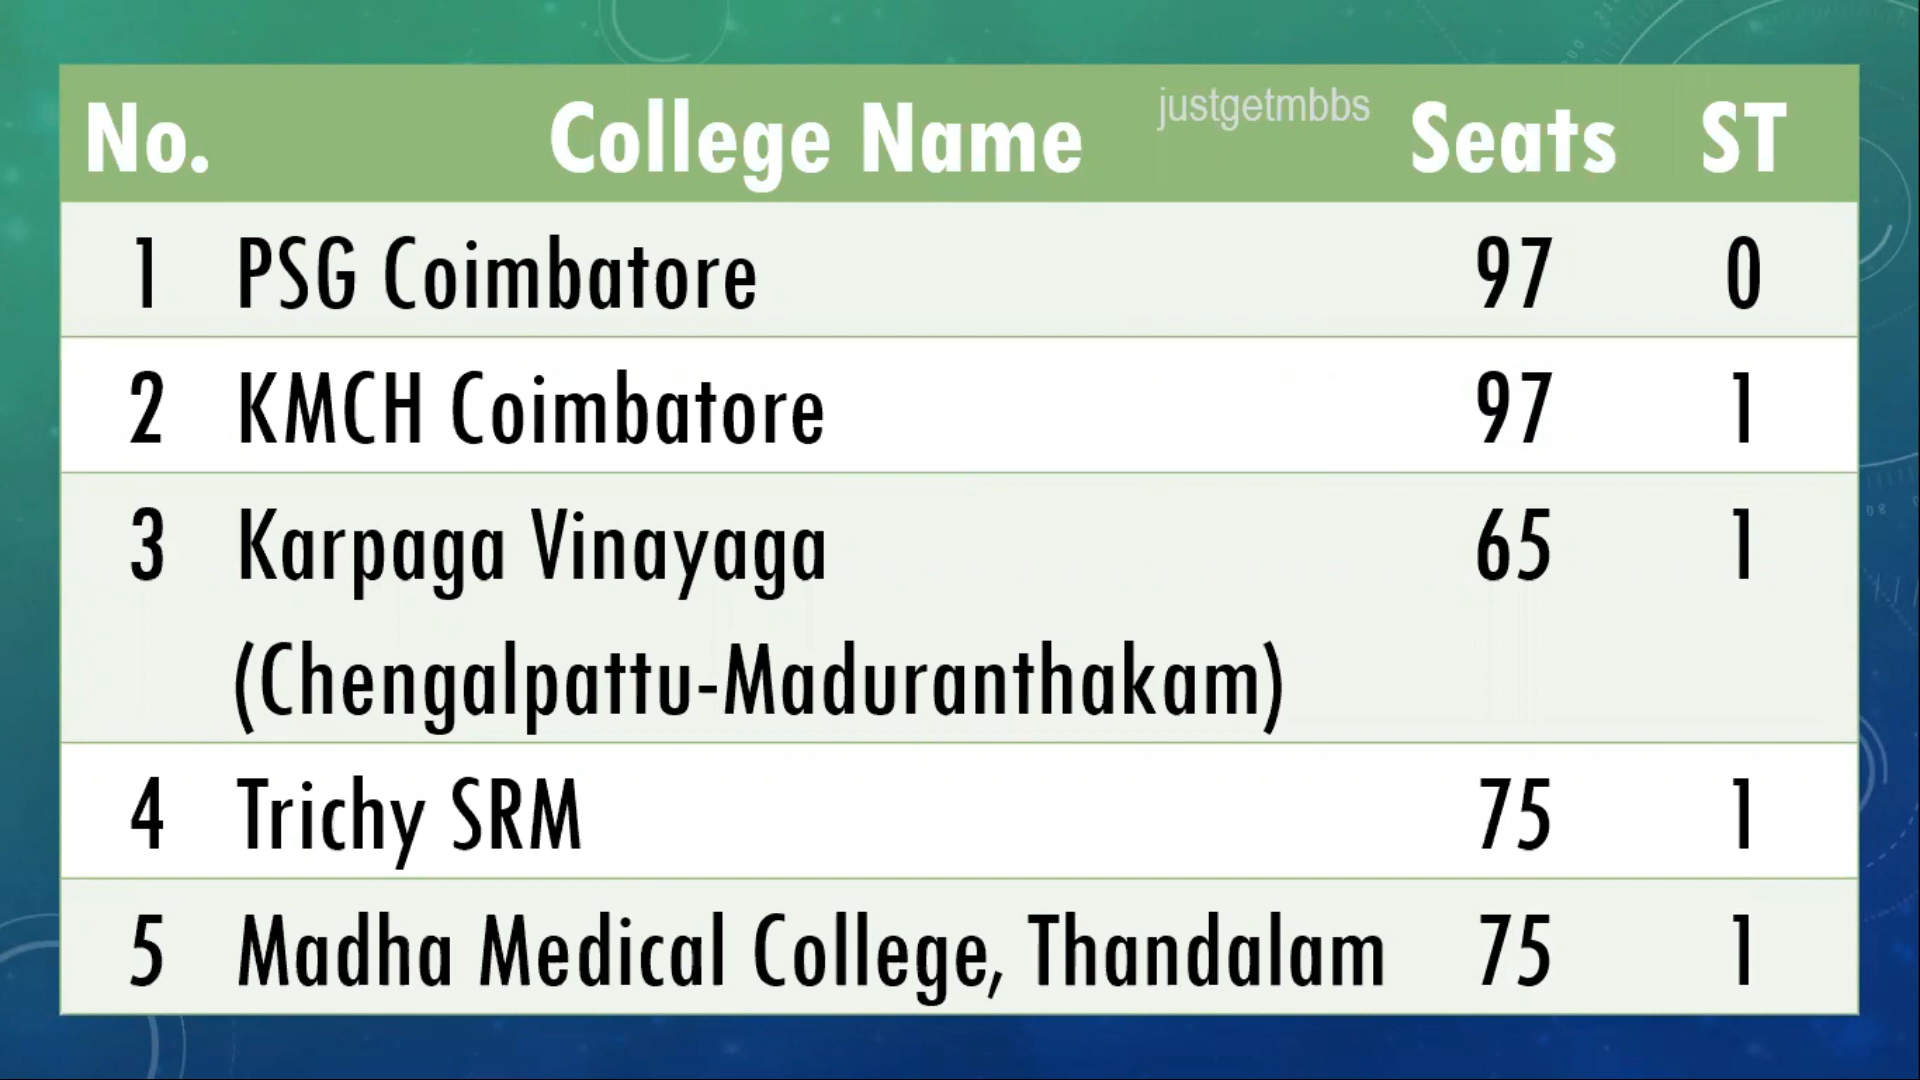 No. College Name justgetmbbs Seats ST
1 PSG Coimbatore 97 0
2 KMCH Coimbatore 97 1
3 Karpaga Vinayaga 65 1
(Chengalpattu-Maduranthakam)
4 Trichy SRM 75 1
5 Madha Medical College, Thandalam 75 1